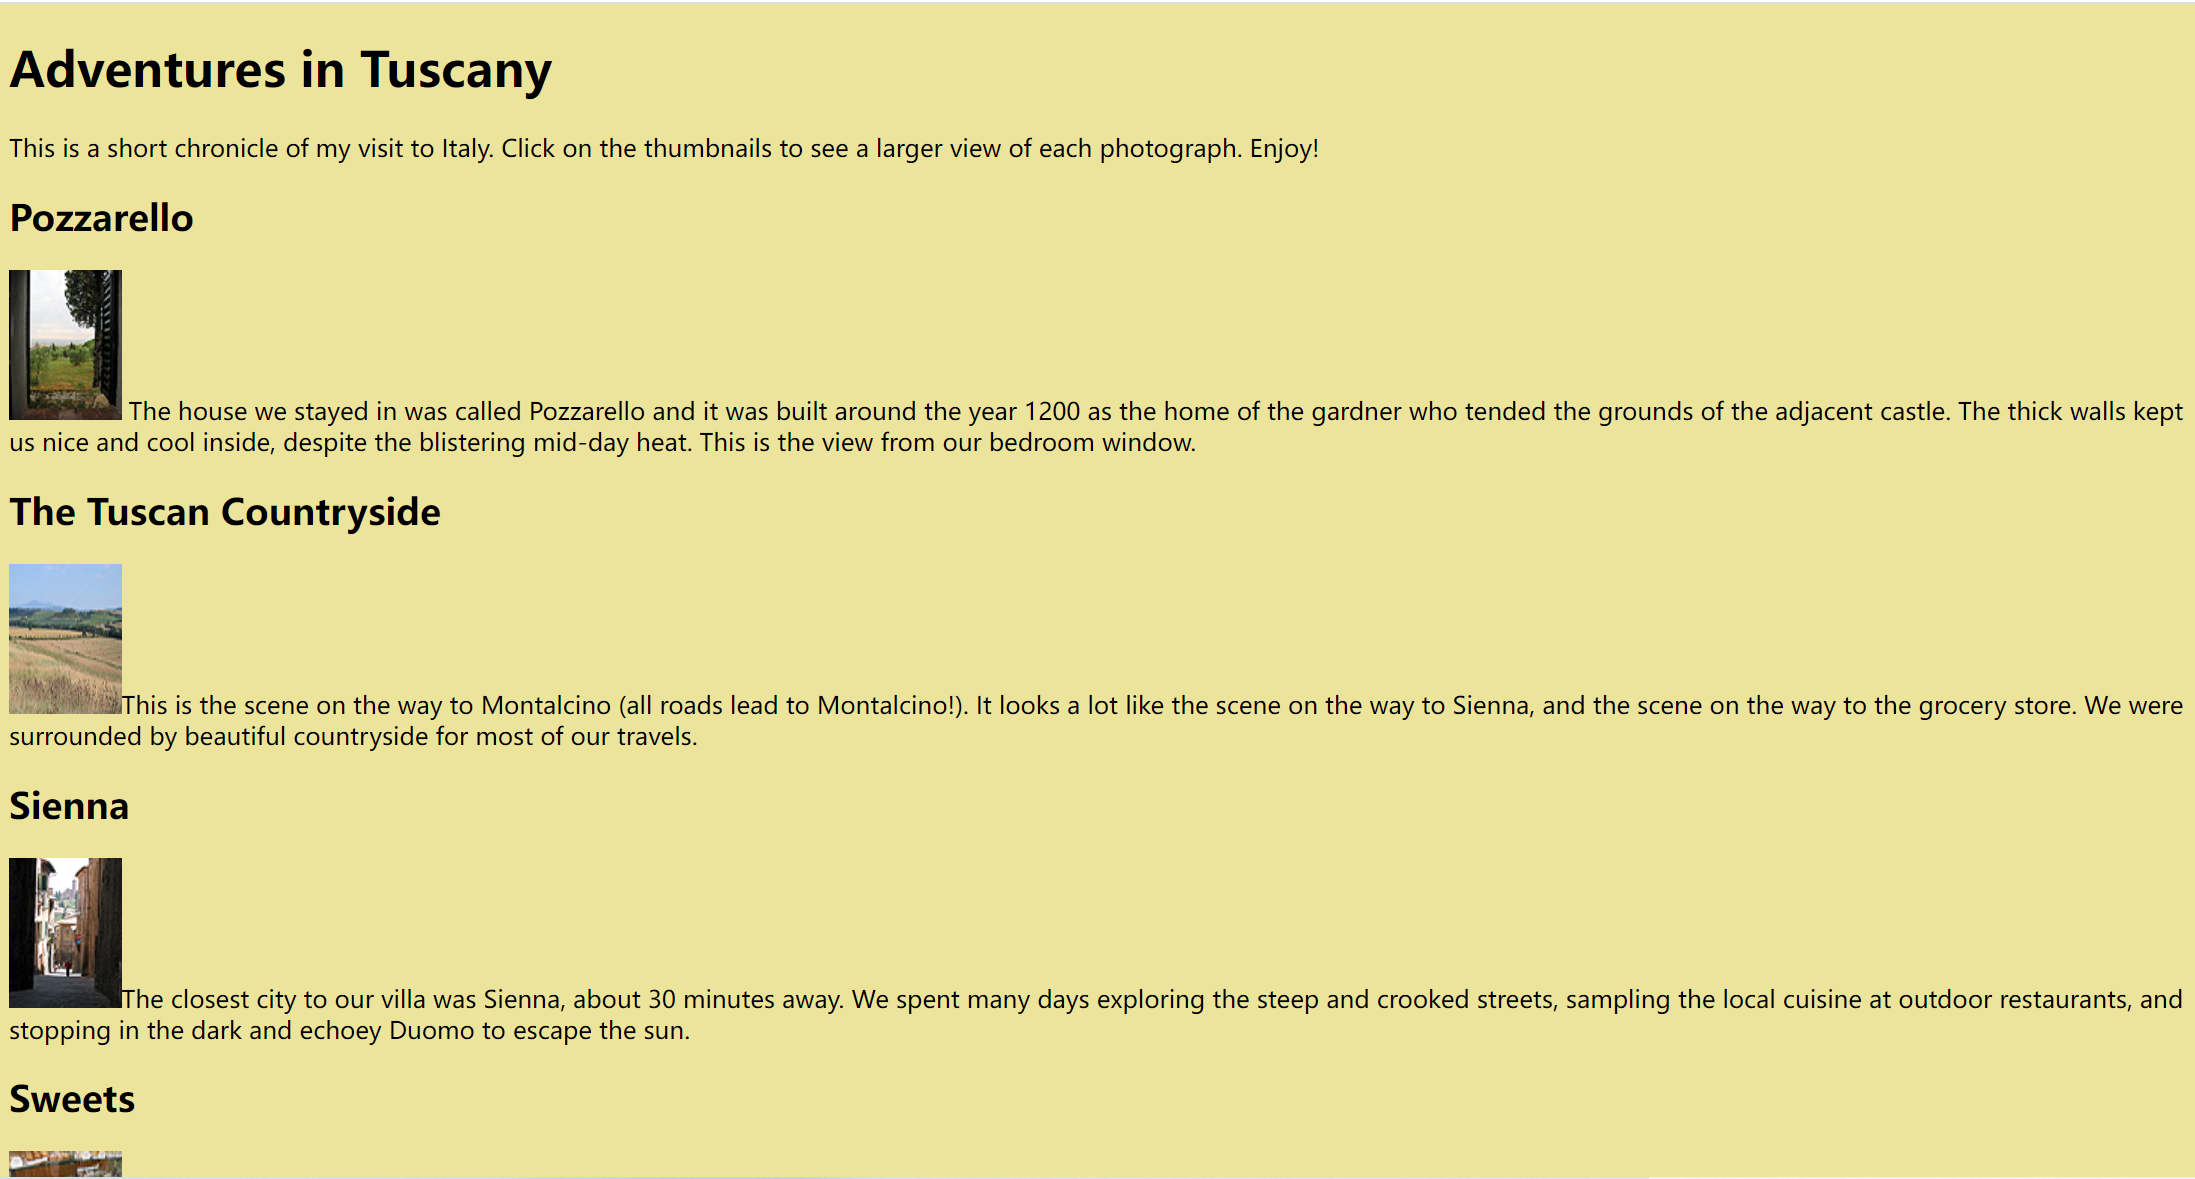 Adventures in Tuscany
This is a short chronicle of my visit to Italy. Click on the thumbnails to see a larger view of each photograph. Enjoy!
Pozzarello
The house we stayed in was called Pozzarello and it was built around the year 1200 as the home of the gardner who tended the grounds of the adjacent castle. The thick walls kept
us nice and cool inside, despite the blistering mid-day heat. This is the view from our bedroom window.
The Tuscan Countryside
This is the scene on the way to Montalcino (all roads lead to Montalcino!). It looks a lot like the scene on the way to Sienna, and the scene on the way to the grocery store. We were
surrounded by beautiful countryside for most of our travels.
Sienna
The closest city to our villa was Sienna, about 30 minutes away. We spent many days exploring the steep and crooked streets, sampling the local cuisine at outdoor restaurants, and
stopping in the dark and echoey Duomo to escape the sun.
Sweets